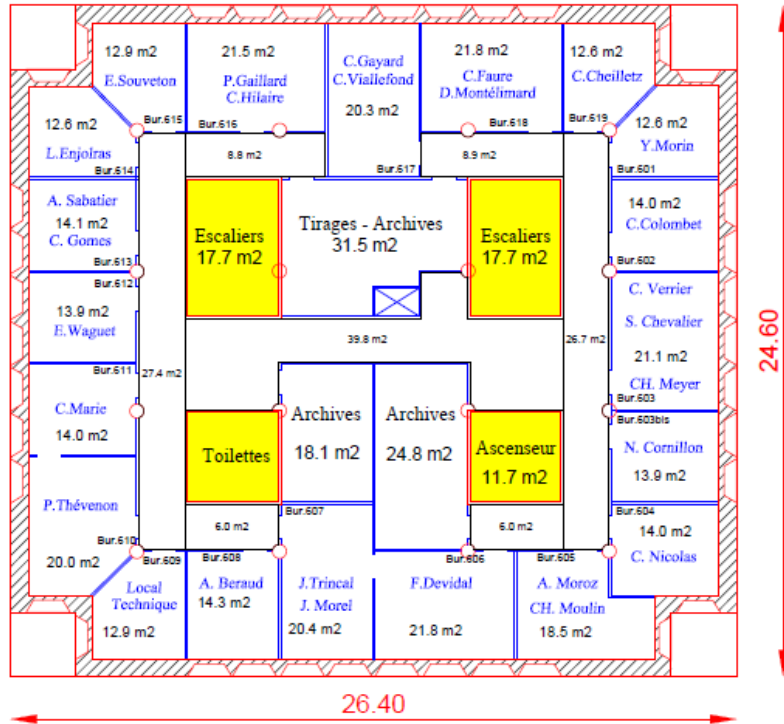 12.9 m2
E.Souveton
21.5 m2
P.Gaillard
C.Hilaire
C.Gayard
C.Viallefond
20.3 m2
21.8 m2
C.Faure
D.Montélimard
12.6 m2
C.Cheilletz
Bur.615
Bur.616
Bur.618
Bur.619
12.6 m2
L.Enjolras
Bur.614
8.8 m2
Bur.617
8.9 m2
12.6 m2
Y.Morin
Bur.601
A. Sabatier
14.1 m2
C. Gomes
Bur.613
Escaliers
17.7 m2
Tirages - Archives
31.5 m2
Escaliers
17.7 m2
14.0 m2
C.Colombet
Bur.602
Bur.612
13.9 m2
E.Waguet
Bur.611
C. Verrier
S. Chevalier
21.1 m2
CH. Meyer
Bur.603
39.8 m2
26.7 m2
27.4 m2
24.60
C.Marie
14.0 m2
Archives
18.1 m2
Archives
24.8 m2
Toilettes
Ascenseur
11.7 m2
Bur.603bis
N. Cornillon
13.9 m2
P.Thévenon
20.0 m2
Bur.610
6.0 m2
Bur.607
6.0 m2
Bur.604
14.0 m2
C. Nicolas
Bur.609
Bur.608
Bur.606
Bur.605
Local
Technique
12.9 m2
A. Beraud
14.3 m2
J.Trincal
J. Morel
20.4 m2
F.Devidal
21.8 m2
A. Moroz
CH. Moulin
18.5 m2
26.40